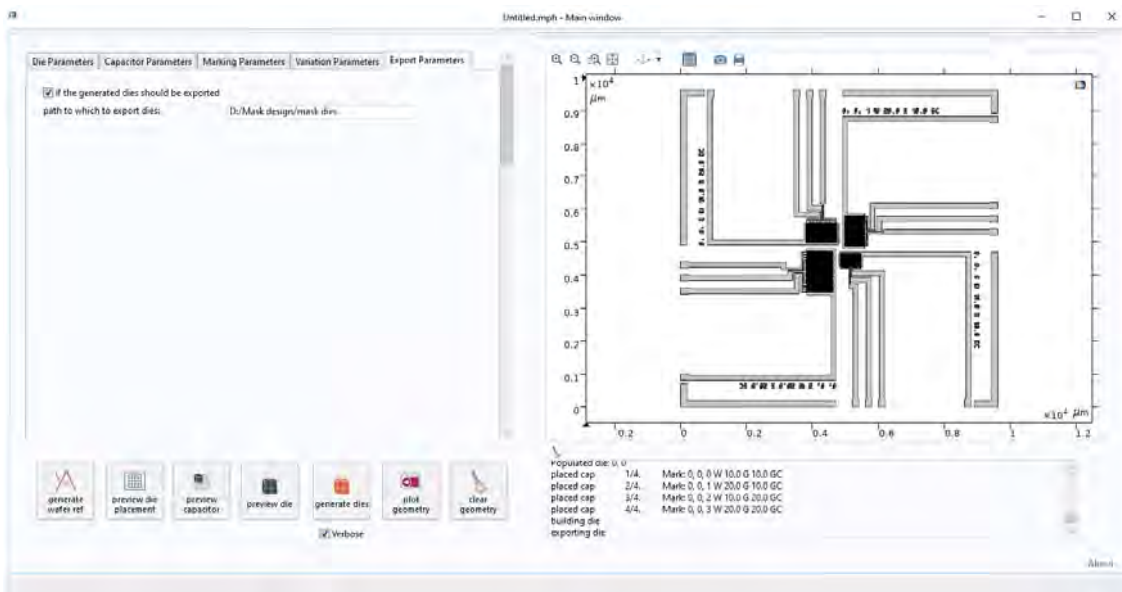 Untitled.mph - Main window
Die Parameters Capacitor Parameters Marking Parameters Variation Parameters Export Parameters
if the generated dies should be exported
path to which to export dies: D:/Mask design/mask dies
1 ×10⁴
μm
0.9
0.8
0.7
0.6
0.5
0.4
0.3
0.2
0.1
0
0.2 0 0.2 0.4 0.6 0.8 1 1.2
×10⁴ μm
generate wafer ref
preview die placement
preview capacitor
preview die
generate dies
plot geometry
clear geometry
Verbose
Populated die: 0, 0
placed cap 1/4. Mark: 0, 0, 0 W 10.0 G 10.0 GC
placed cap 2/4. Mark: 0, 0, 1 W 20.0 G 10.0 GC
placed cap 3/4. Mark: 0, 0, 2 W 10.0 G 20.0 GC
placed cap 4/4. Mark: 0, 0, 3 W 20.0 G 20.0 GC
building die
exporting die